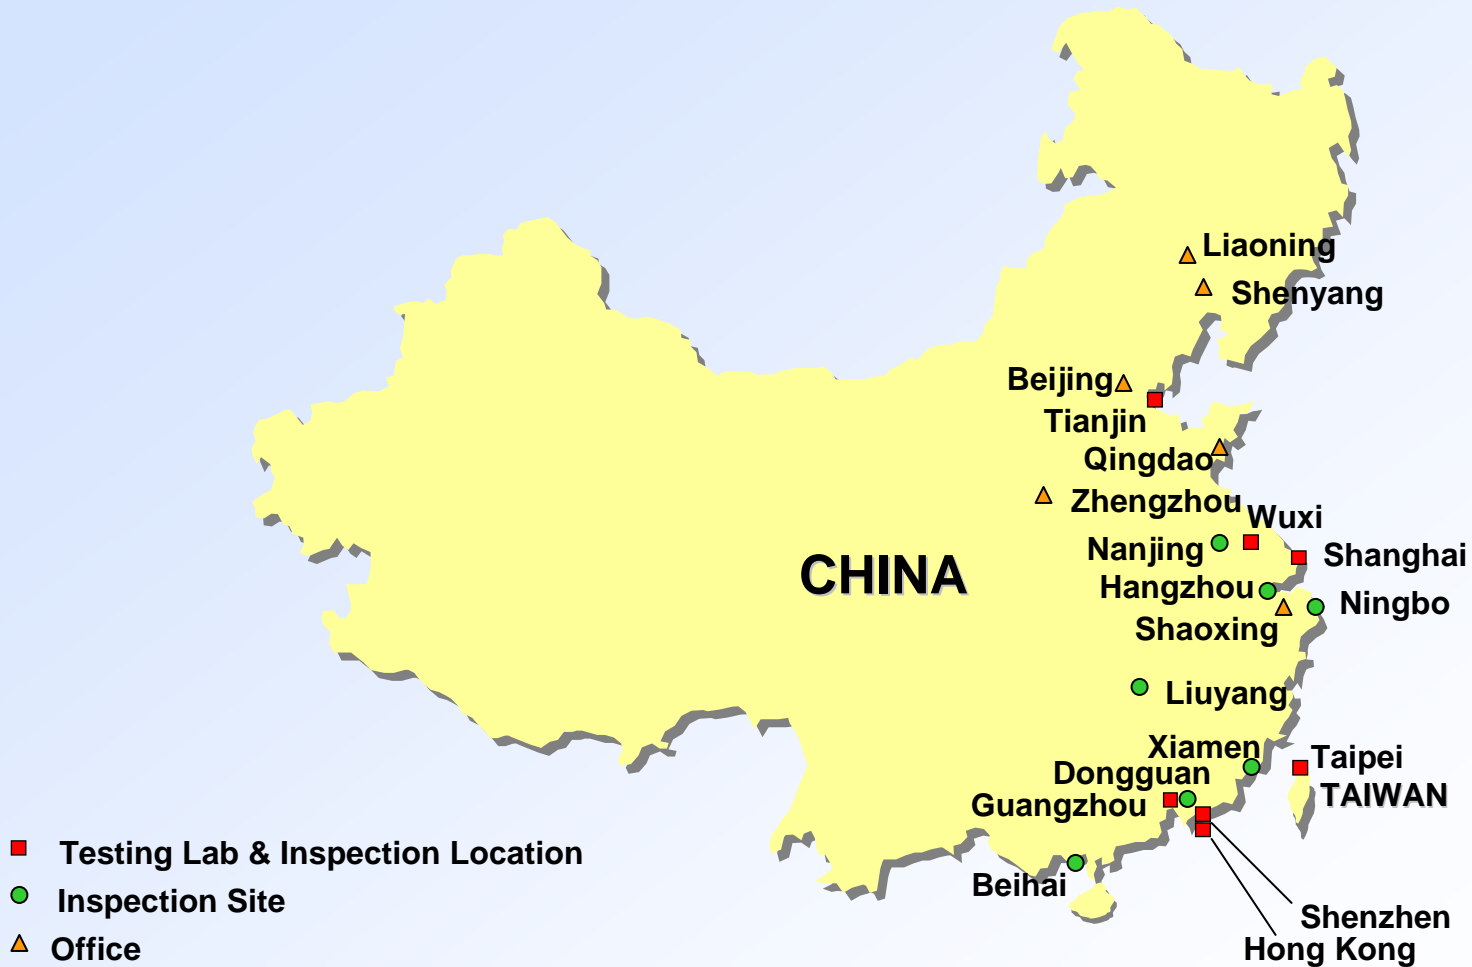 Liaoning
Shenyang
Beijing
Tianjin
Qingdao
Zhengzhou
Wuxi
Nanjing
Shanghai
CHINA
Hangzhou
Ningbo
Shaoxing
Liuyang
Xiamen
Taipei
Dongguan
TAIWAN
Guangzhou
Testing Lab & Inspection Location
Beihai
Inspection Site
Shenzhen
Office
Hong Kong